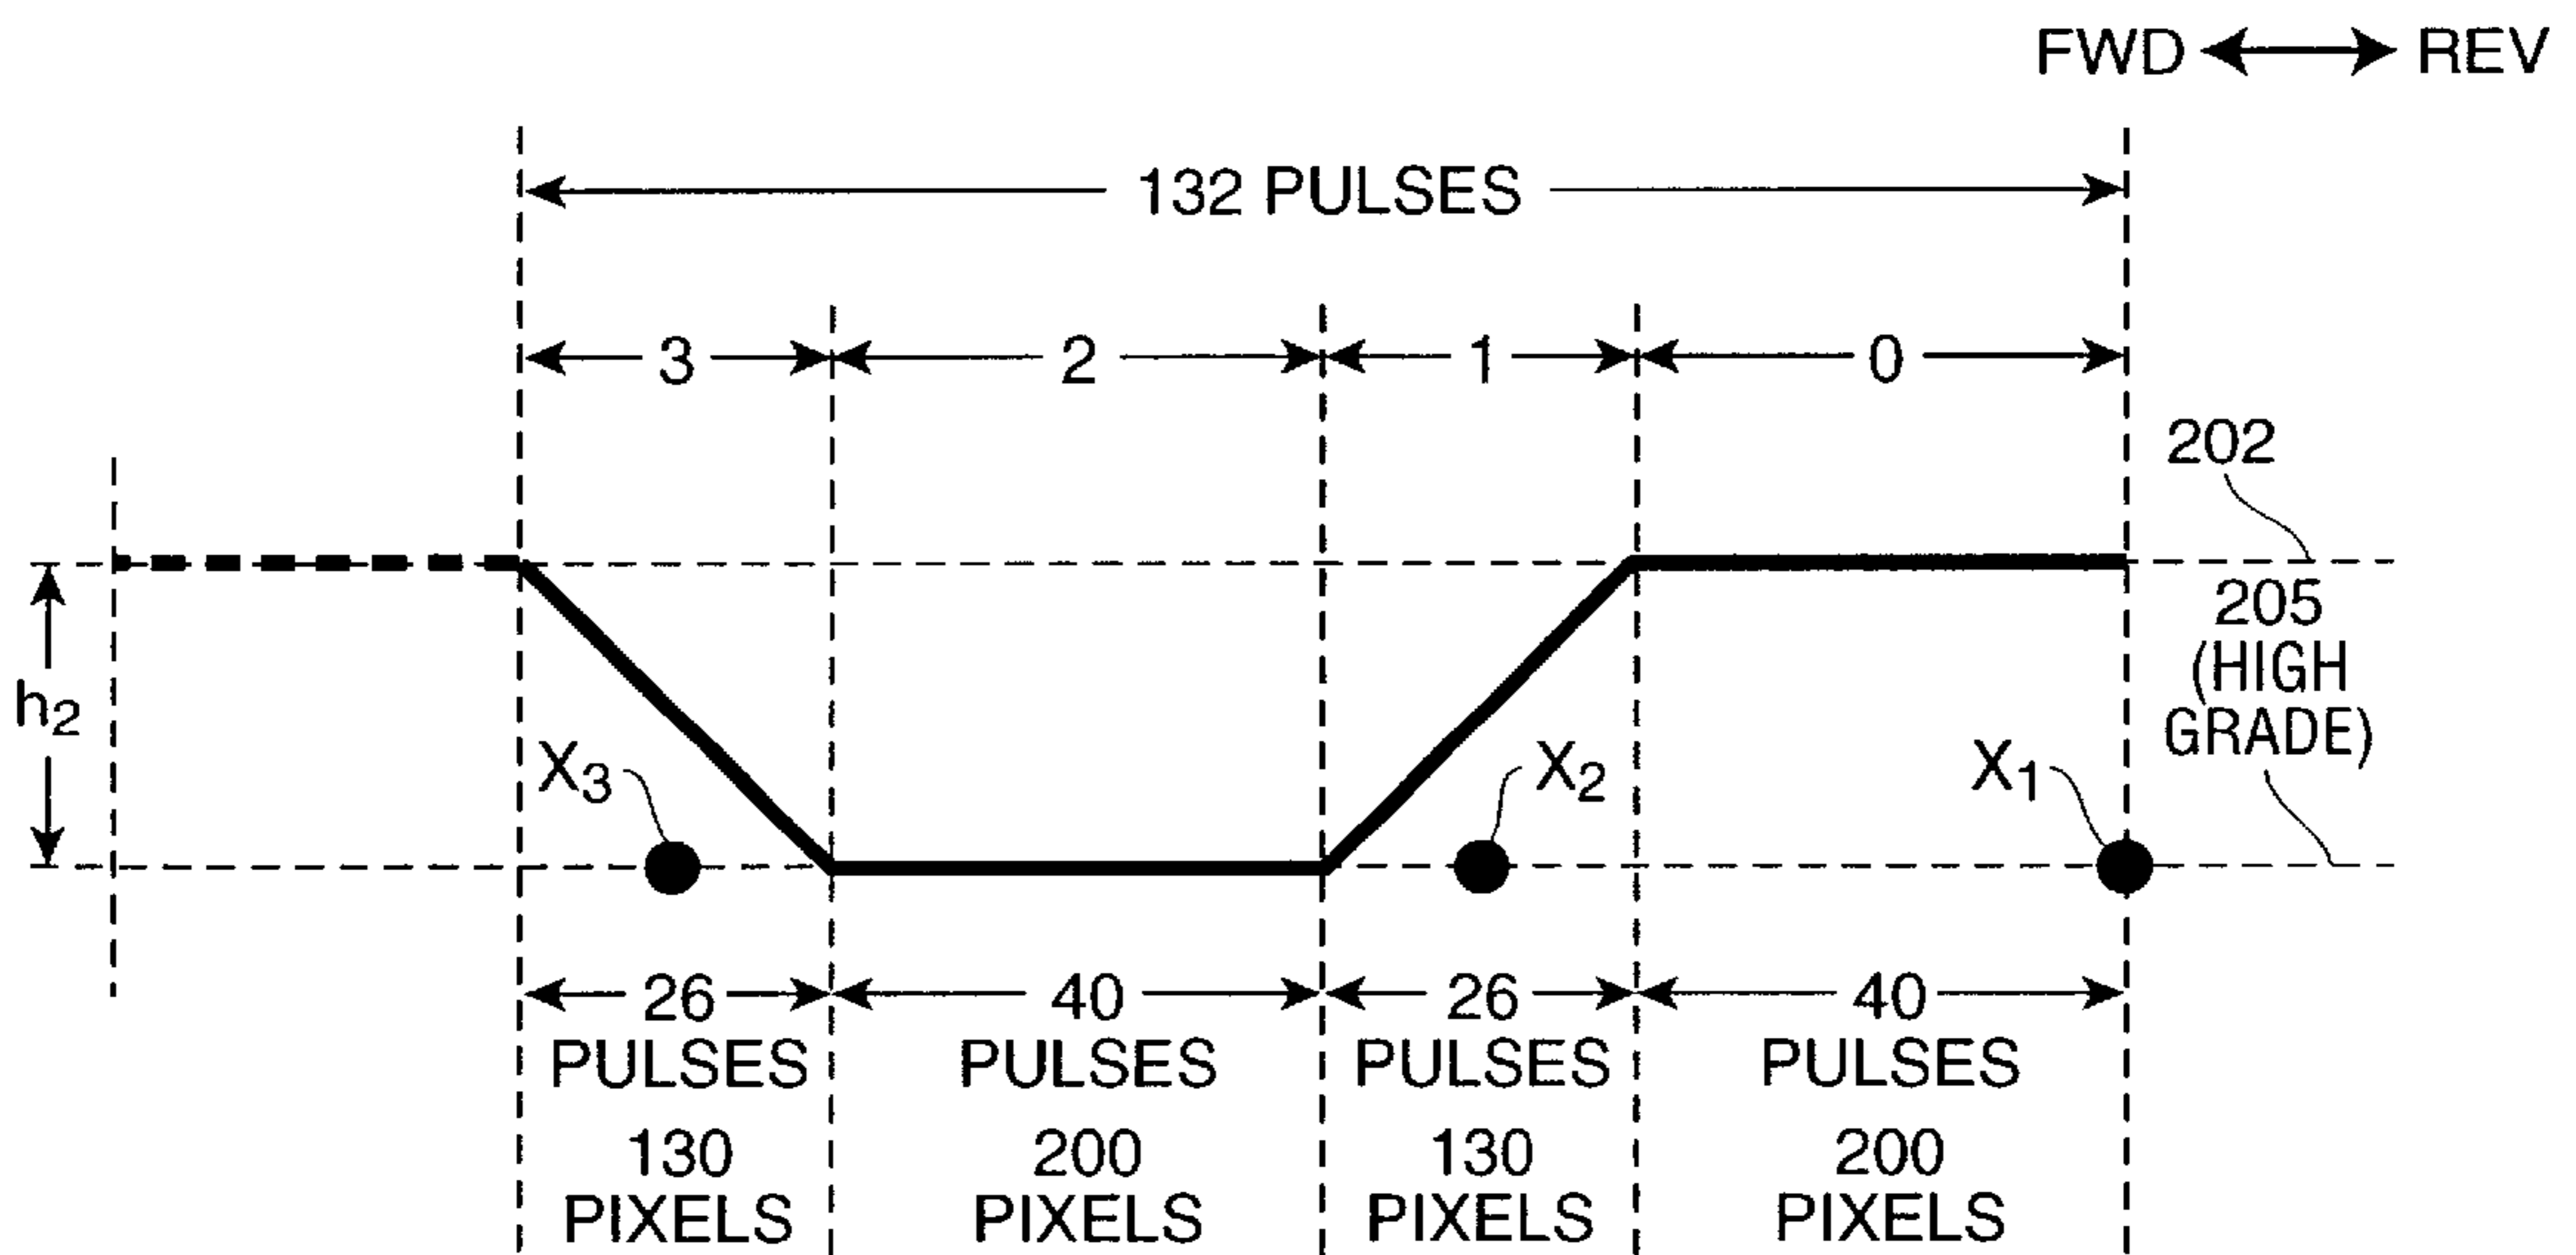 FWD REV
132 PULSES
3 2 1 0
202
205
(HIGH
GRADE)
h2
X3 X2 X1
26 40 26 40
PULSES PULSES PULSES PULSES
130 200 130 200
PIXELS PIXELS PIXELS PIXELS